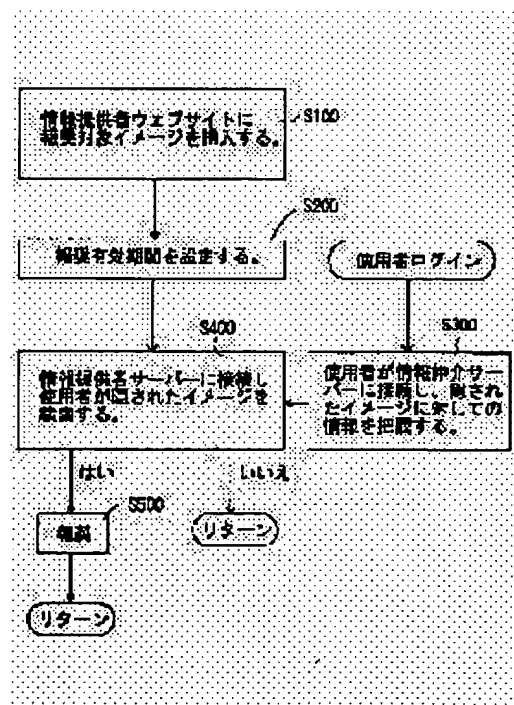 情報提供者ウェブサイトに
報奨対象イメージを挿入する。
S100
S200
報奨有効期間を設定する。
使用者ログイン
S400
S300
情報提供者サーバーに接続し
使用者が隠されたイメージを
する。
使用者が情報仲介サー
バーに接続し、隠され
たイメージに対しての
情報を把握する。
はい
いいえ
S500
報奨
リターン
リターン